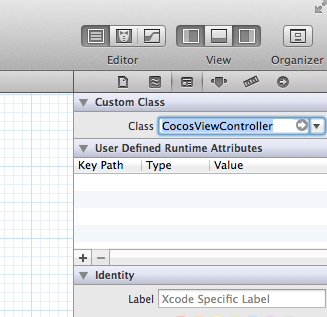 Editor View Organizer
Custom Class
Class CocosViewController
User Defined Runtime Attributes
Key Path Type Value
Identity
Label Xcode Specific Label